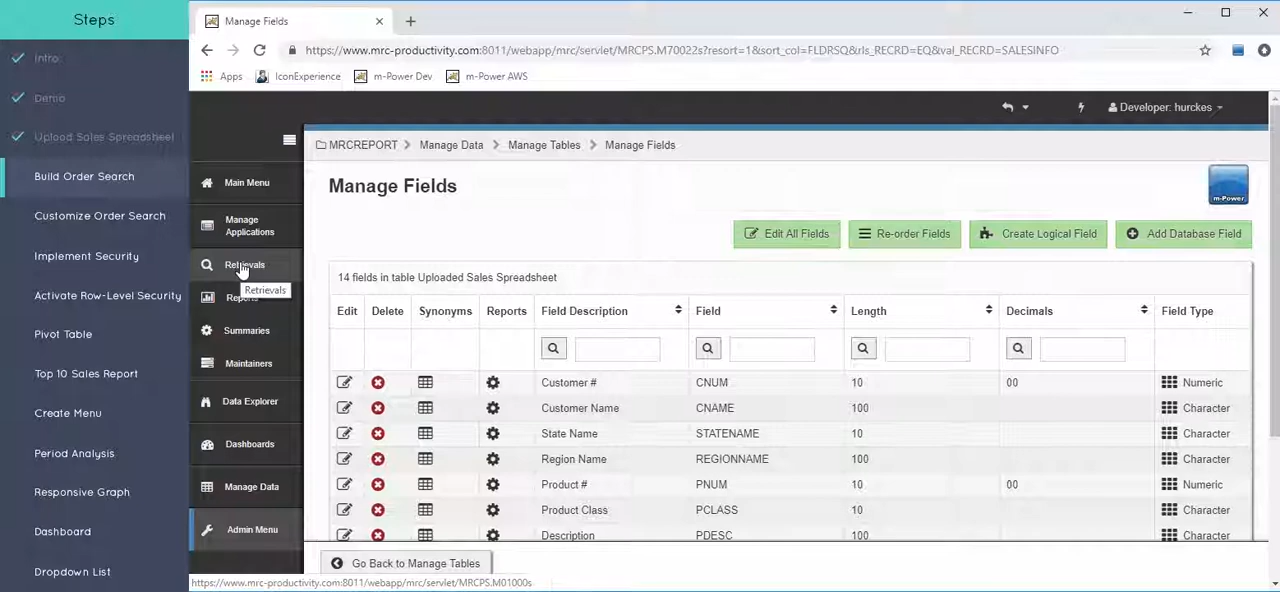 Steps
Intro
Demo
Upload Sales Spreadsheet
Build Order Search
Customize Order Search
Implement Security
Activate Row-Level Security
Pivot Table
Top 10 Sales Report
Create Menu
Period Analysis
Responsive Graph
Dashboard
Dropdown List
Manage Fields
https://www.mrc-productivity.com:8011/webapp/mrc/servlet/MRCPS.M70022s?resort=1&sort_col=FLDRSQ&rls_RECRD=EQ&val_RECRD=SALESINFO
Apps IconExperience m-Power Dev m-Power AWS
Developer: hurckes
Main Menu
Manage Applications
Retrievals
Retrievals
Reports
Summaries
Maintainers
Data Explorer
Dashboards
Manage Data
Admin Menu
MRCREPORT > Manage Data > Manage Tables > Manage Fields
Manage Fields
m-Power
Edit All Fields Re-order Fields Create Logical Field Add Database Field
14 fields in table Uploaded Sales Spreadsheet
Edit Delete Synonyms Reports Field Description Field Length Decimals Field Type
Customer # CNUM 10 00 Numeric
Customer Name CNAME 100 Character
State Name STATENAME 10 Character
Region Name REGIONNAME 100 Character
Product # PNUM 10 00 Numeric
Product Class PCLASS 10 Character
Description PDESC 100 Character
Go Back to Manage Tables
https://www.mrc-productivity.com:8011/webapp/mrc/servlet/MRCPS.M01000s